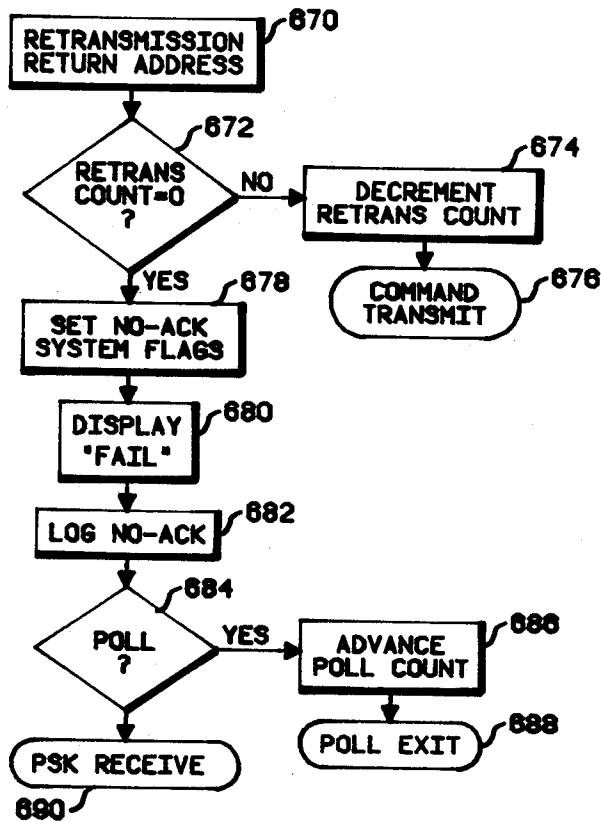 670
RETRANSMISSION
RETURN ADDRESS
672
RETRANS
COUNT=0
?
NO
674
DECREMENT
RETRANS COUNT
YES
676
COMMAND
TRANSMIT
678
SET NO-ACK
SYSTEM FLAGS
680
DISPLAY
"FAIL"
682
LOG NO-ACK
684
POLL
?
YES
686
ADVANCE
POLL COUNT
688
POLL EXIT
PSK RECEIVE
690